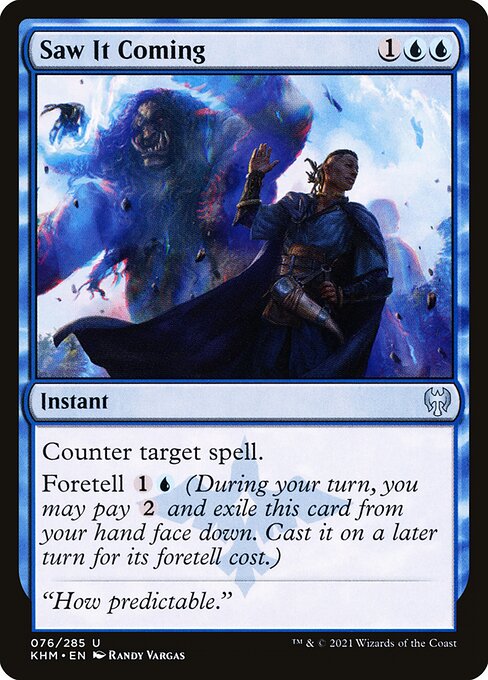 Saw It Coming 1
Instant
Counter target spell.
Foretell 1 (During your turn, you
may pay 2 and exile this card from
your hand face down. Cast it on a later
turn for its foretell cost.)
“How predictable.”
076/285 U
KHM • EN Randy Vargas
™ & © 2021 Wizards of the Coast